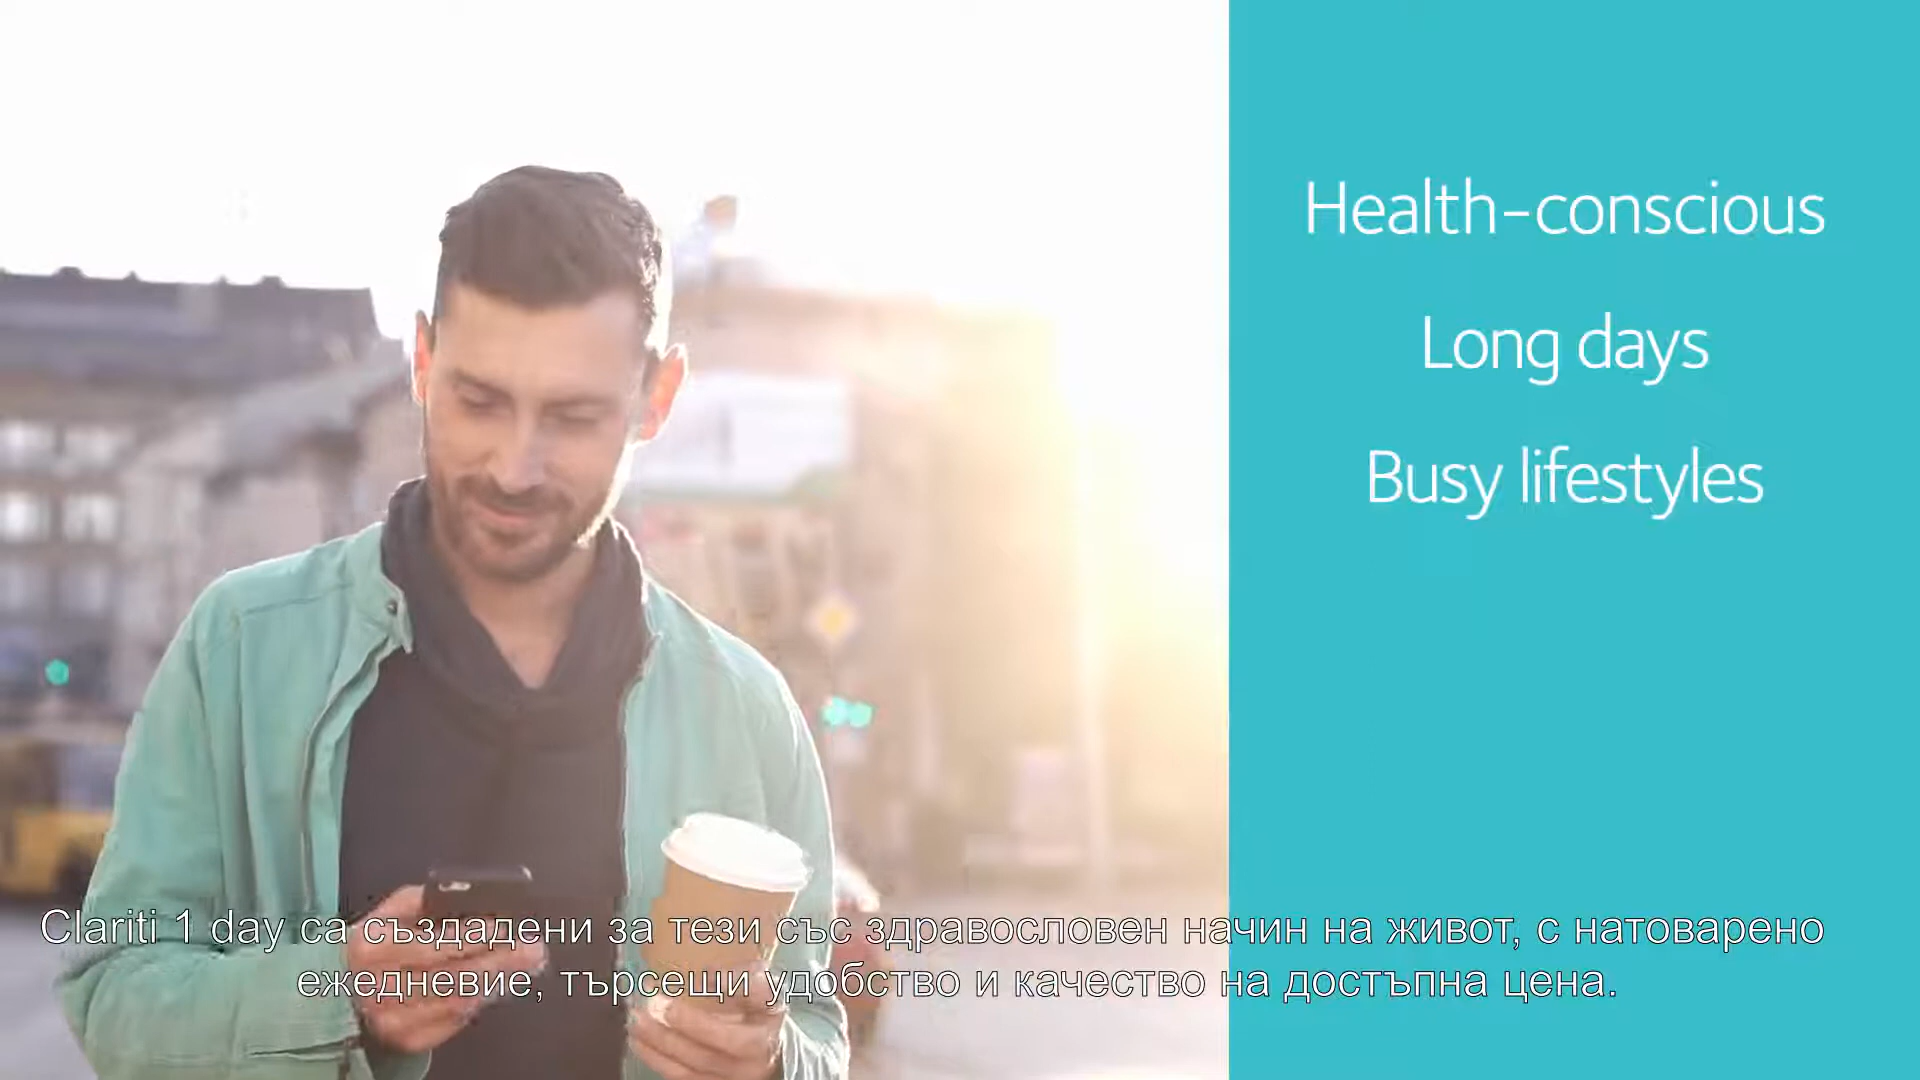 Health-conscious
Long days
Busy lifestyles
Clariti 1 day са създадени за тези със здравословен начин на живот, с натоварено
ежедневие, търсещи удобство и качество на достъпна цена.